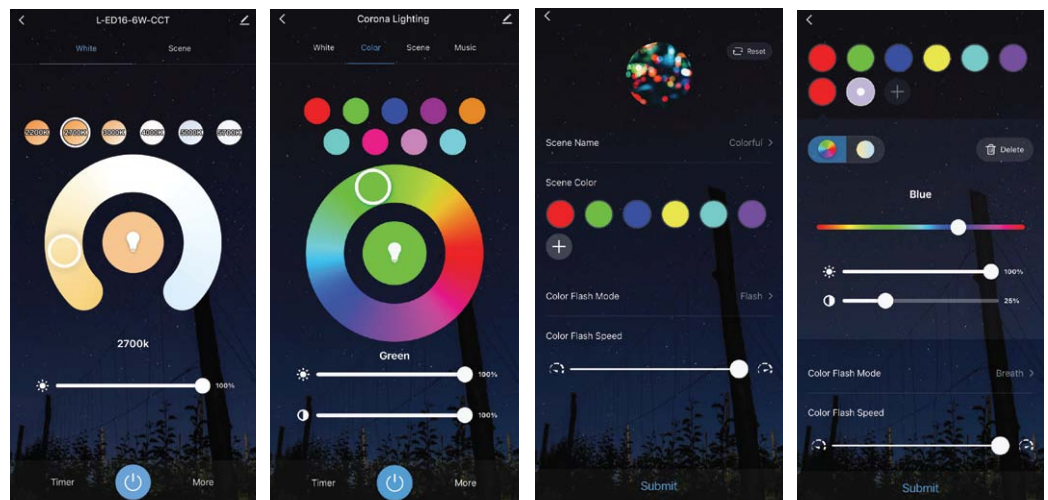 L-ED16-6W-CCT
White Scene
2200K 2700K 3000K 4000K 5000K 5700K
2700k
100%
Timer More
Corona Lighting
White Color Scene Music
Green
100%
100%
Timer More
Reset
Scene Name Colorful >
Scene Color
Color Flash Mode Flash >
Color Flash Speed
Submit
Delete
Blue
100%
25%
Color Flash Mode Breath >
Color Flash Speed
Submit